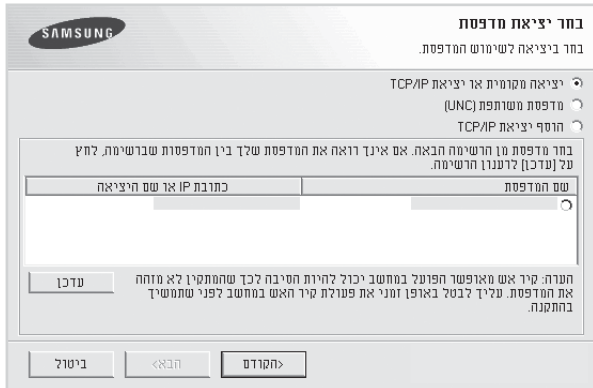 SAMSUNG
בחר יציאת מדפסת
בחר ביציאה לשימוש המדפסת.
יציאה מקומית או יציאת TCP/IP
מדפסת משותפת (UNC)
הוסף יציאת TCP/IP
בחר מדפסת מן הרשימה הבאה. אם אינך רואה את המדפסת שלך בין המדפסות שברשימה, לחץ
על [עדכן] לרענון הרשימה.
שם המדפסת
כתובת IP או שם היציאה
הערה: קיר אש מאופשר הפועל במחשב יכול להיות הסיבה לכך שהמתקין לא מזהה
את המדפסת. עליך לבטל באופן זמני את פעולת קיר האש במחשב לפני שתמשיך
בהתקנה.
עדכן
<הקודם
הבא>
ביטול